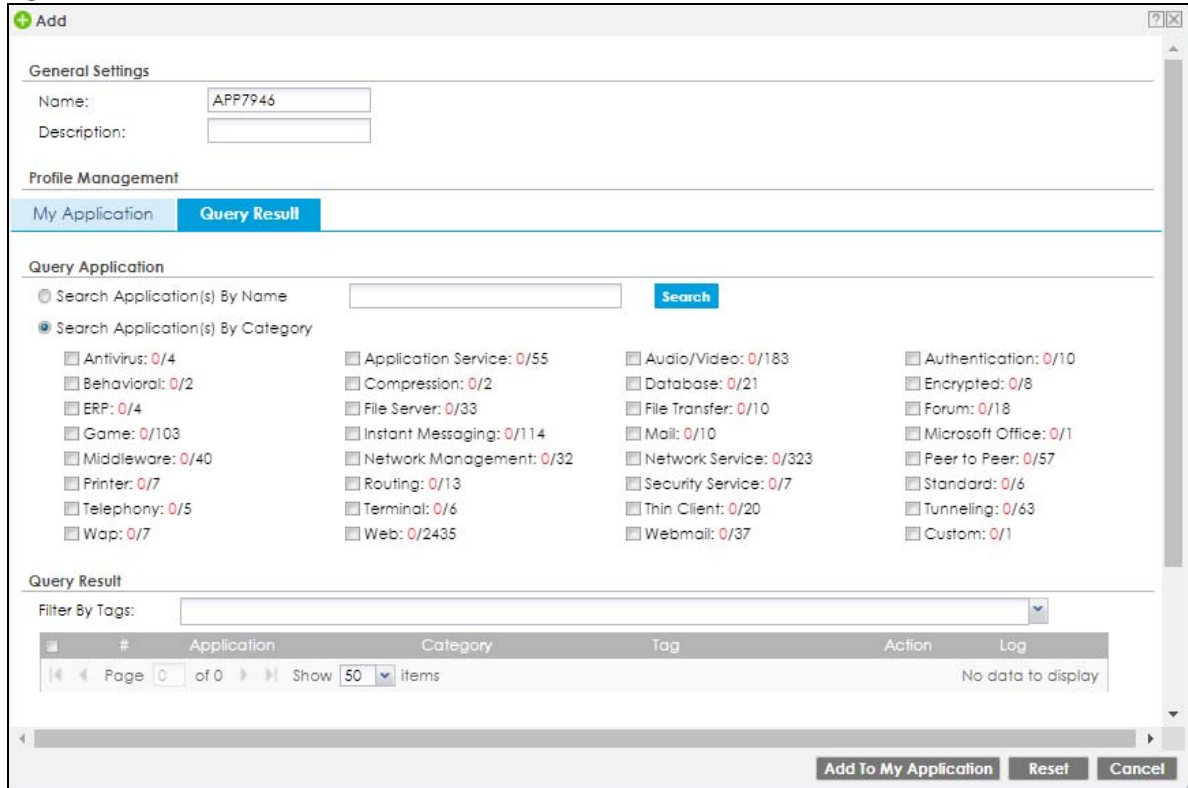 Add
General Settings
Name: APP7946
Description:
Profile Management
My Application Query Result
Query Application
Search Application(s) By Name Search
Search Application(s) By Category
Antivirus: 0/4 Application Service: 0/55 Audio/Video: 0/183 Authentication: 0/10
Behavioral: 0/2 Compression: 0/2 Database: 0/21 Encrypted: 0/8
ERP: 0/4 File Server: 0/33 File Transfer: 0/10 Forum: 0/18
Game: 0/103 Instant Messaging: 0/114 Mail: 0/10 Microsoft Office: 0/1
Middleware: 0/40 Network Management: 0/32 Network Service: 0/323 Peer to Peer: 0/57
Printer: 0/7 Routing: 0/13 Security Service: 0/7 Standard: 0/6
Telephony: 0/5 Terminal: 0/6 Thin Client: 0/20 Tunneling: 0/63
Wap: 0/7 Web: 0/2435 Webmail: 0/37 Custom: 0/1
Query Result
Filter By Tags:
# Application Category Tag Action Log
Page 0 of 0 Show 50 items No data to display
Add To My Application Reset Cancel